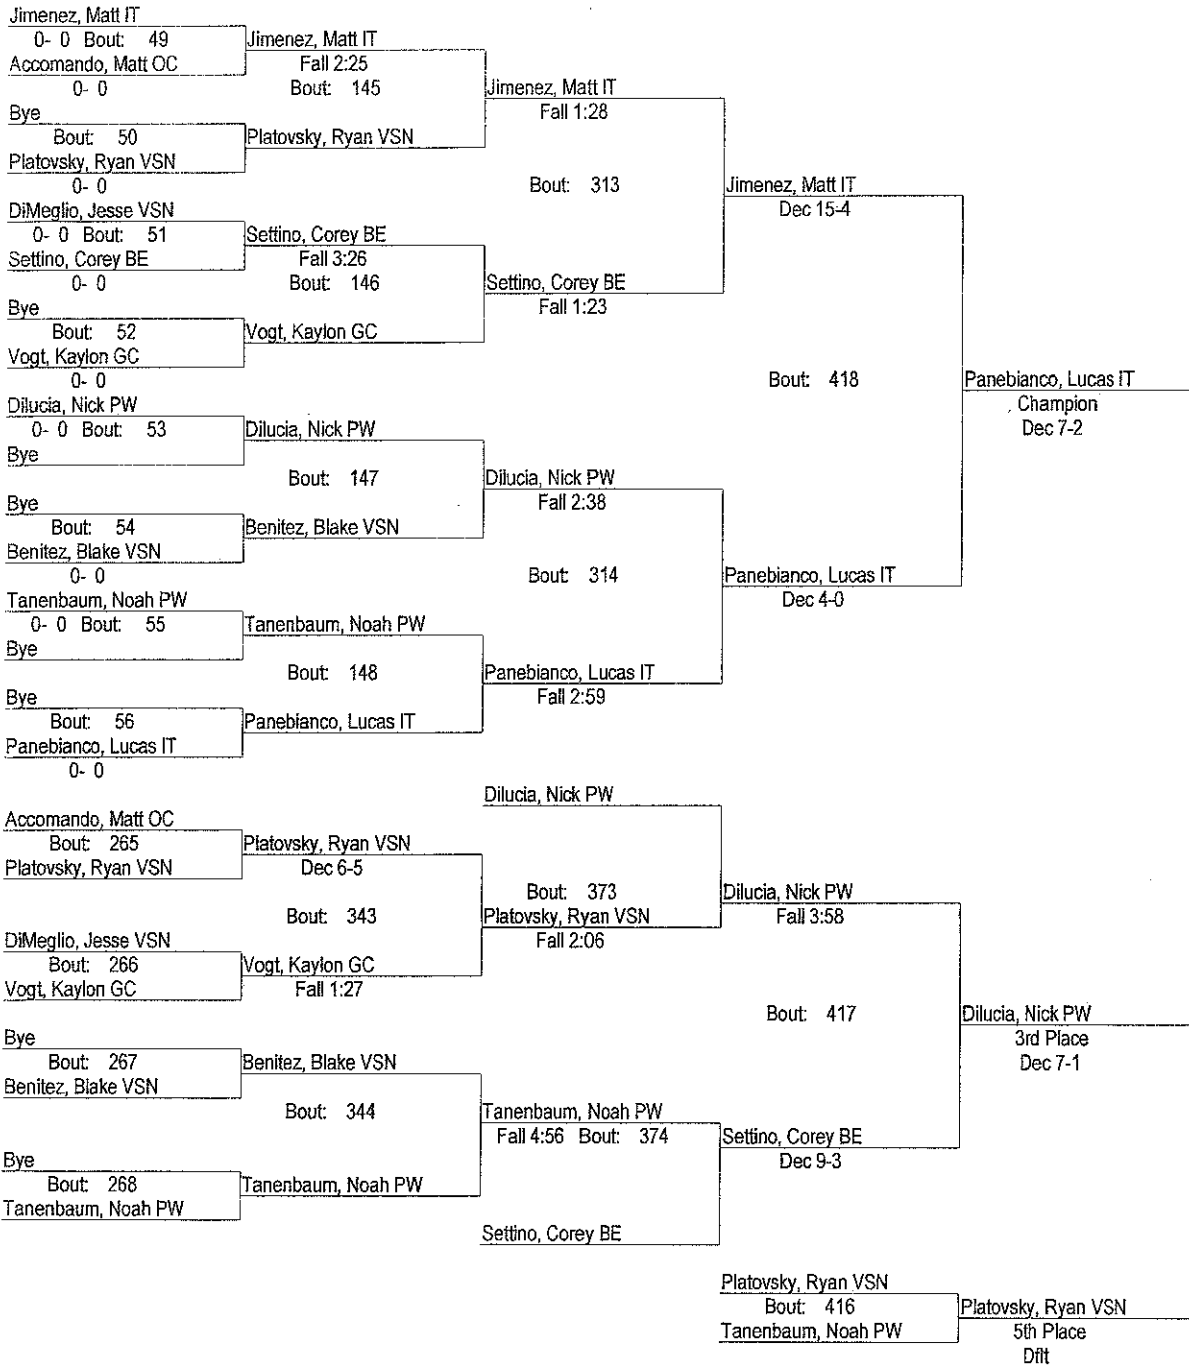 Jimenez, Matt IT
0- 0 Bout: 49
Accomando, Matt OC
0- 0
Bye
Bout: 50
Platovsky, Ryan VSN
0- 0
DiMeglio, Jesse VSN
0- 0 Bout: 51
Settino, Corey BE
0- 0
Bye
Bout: 52
Vogt, Kaylon GC
0- 0
Dilucia, Nick PW
0- 0 Bout: 53
Bye
Bye
Bout: 54
Benitez, Blake VSN
0- 0
Tanenbaum, Noah PW
0- 0 Bout: 55
Bye
Bye
Bout: 56
Panebianco, Lucas IT
0- 0
Jimenez, Matt IT
Fall 2:25
Bout: 145
Platovsky, Ryan VSN
Settino, Corey BE
Fall 3:26
Bout: 146
Vogt, Kaylon GC
Dilucia, Nick PW
Bout: 147
Benitez, Blake VSN
Tanenbaum, Noah PW
Bout: 148
Panebianco, Lucas IT
Jimenez, Matt IT
Fall 1:28
Bout: 313
Settino, Corey BE
Fall 1:23
Dilucia, Nick PW
Fall 2:38
Bout: 314
Panebianco, Lucas IT
Fall 2:59
Jimenez, Matt IT
Dec 15-4
Bout: 418
Panebianco, Lucas IT
Dec 4-0
Panebianco, Lucas IT
Champion
Dec 7-2
Accomando, Matt OC
Bout: 265
Platovsky, Ryan VSN
DiMeglio, Jesse VSN
Bout: 266
Vogt, Kaylon GC
Bye
Bout: 267
Benitez, Blake VSN
Bye
Bout: 268
Tanenbaum, Noah PW
Platovsky, Ryan VSN
Dec 6-5
Bout: 343
Vogt, Kaylon GC
Fall 1:27
Benitez, Blake VSN
Bout: 344
Tanenbaum, Noah PW
Dilucia, Nick PW
Bout: 373
Platovsky, Ryan VSN
Fall 2:06
Tanenbaum, Noah PW
Fall 4:56 Bout: 374
Settino, Corey BE
Dilucia, Nick PW
Fall 3:58
Bout: 417
Settino, Corey BE
Dec 9-3
Dilucia, Nick PW
3rd Place
Dec 7-1
Platovsky, Ryan VSN
Bout: 416
Tanenbaum, Noah PW
Platovsky, Ryan VSN
5th Place
Dflt